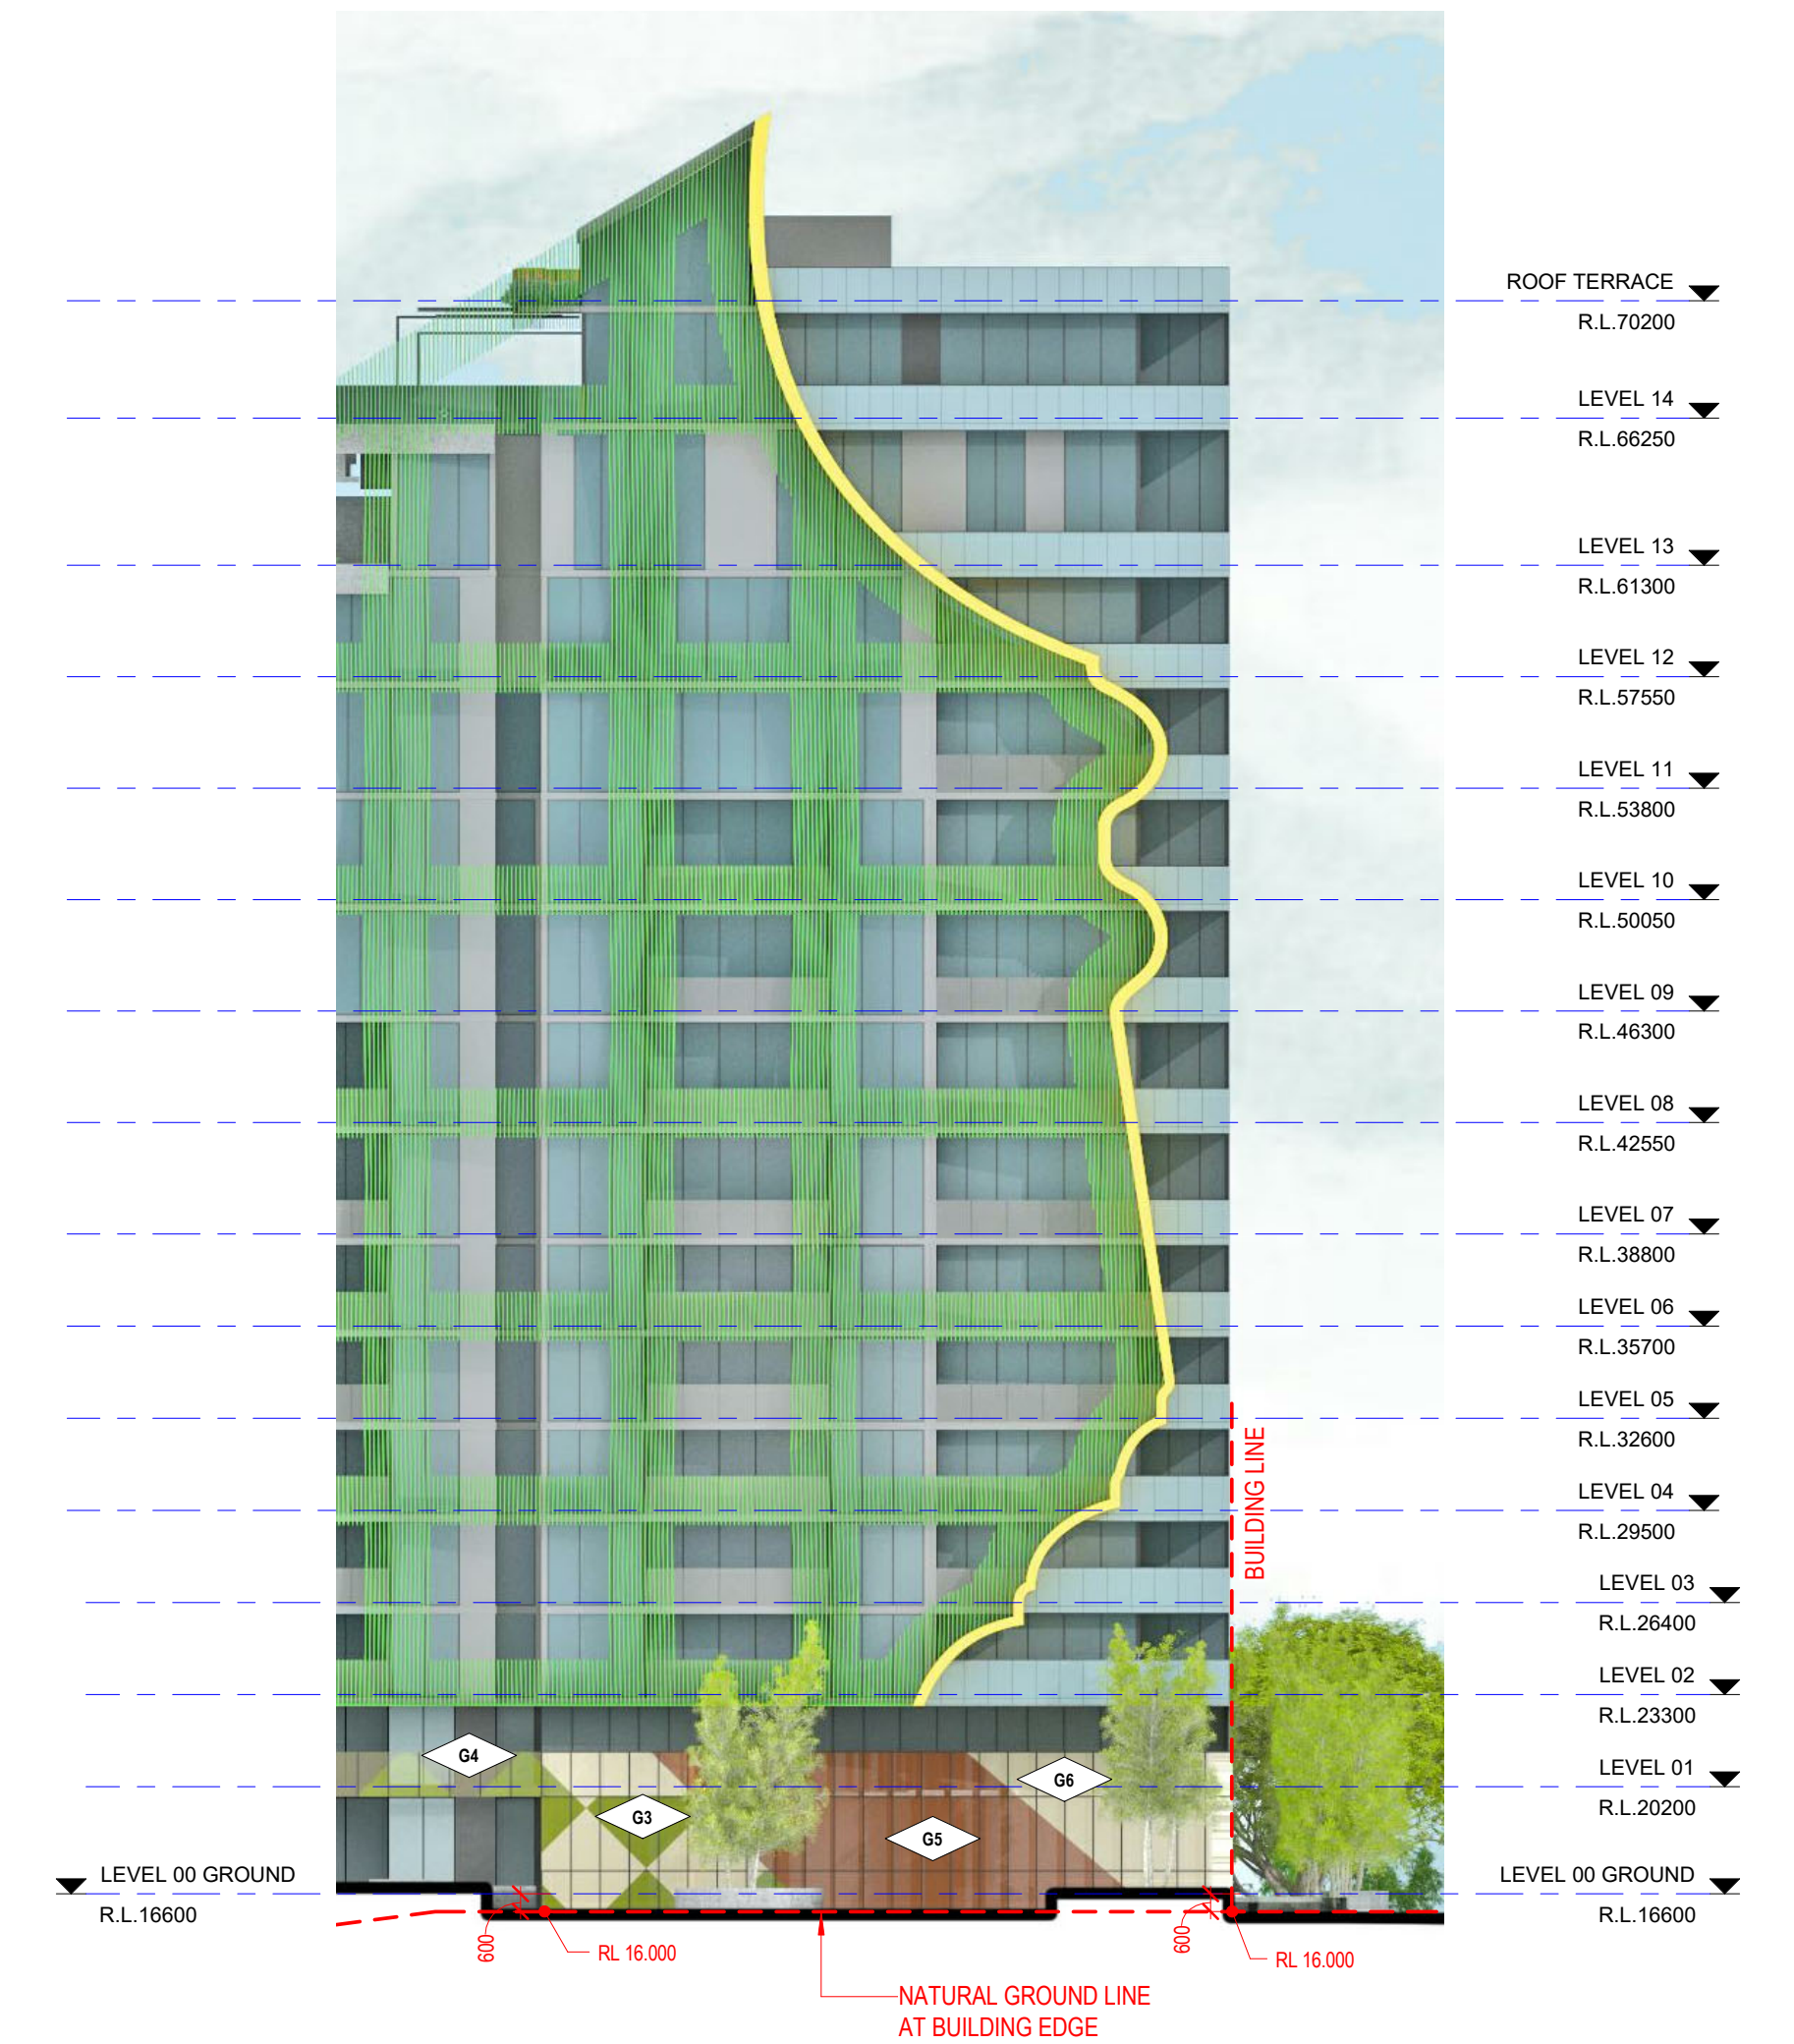 ROOF TERRACE
R.L.70200
LEVEL 14
R.L.66250
LEVEL 13
R.L.61300
LEVEL 12
R.L.57550
LEVEL 11
R.L.53800
LEVEL 10
R.L.50050
LEVEL 09
R.L.46300
LEVEL 08
R.L.42550
LEVEL 07
R.L.38800
LEVEL 06
R.L.35700
LEVEL 05
R.L.32600
BUILDING LINE
LEVEL 04
R.L.29500
LEVEL 03
R.L.26400
LEVEL 02
R.L.23300
G4
G6
LEVEL 01
R.L.20200
G3
G5
LEVEL 00 GROUND
R.L.16600
LEVEL 00 GROUND
R.L.16600
600
RL 16.000
600
RL 16.000
NATURAL GROUND LINE
AT BUILDING EDGE